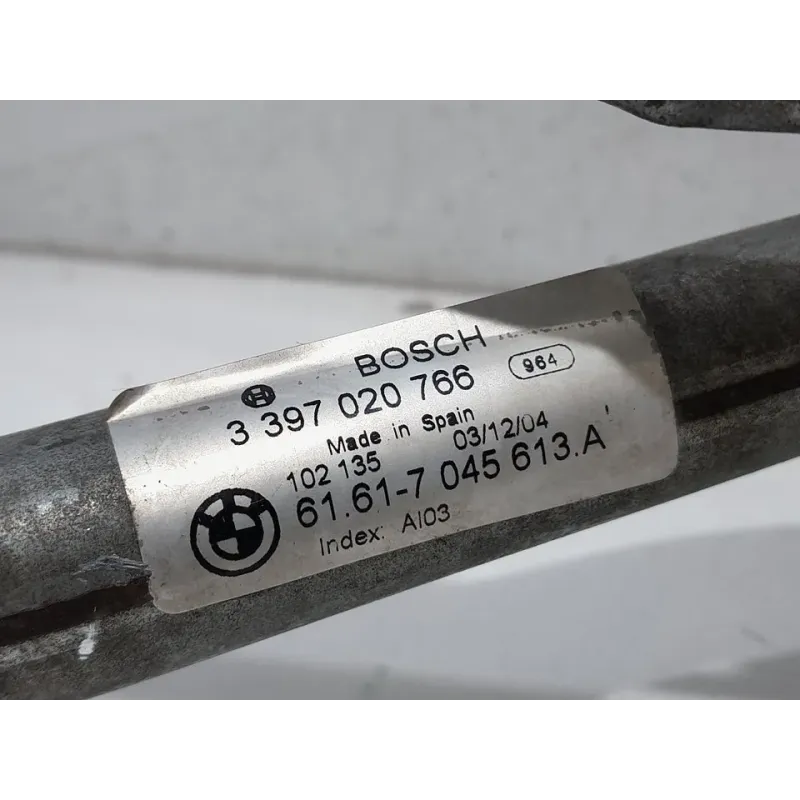 BOSCH
3 397 020 766
964
Made in Spain
102 135 03/12/04
61.61-7 045 613.A
Index: AI03